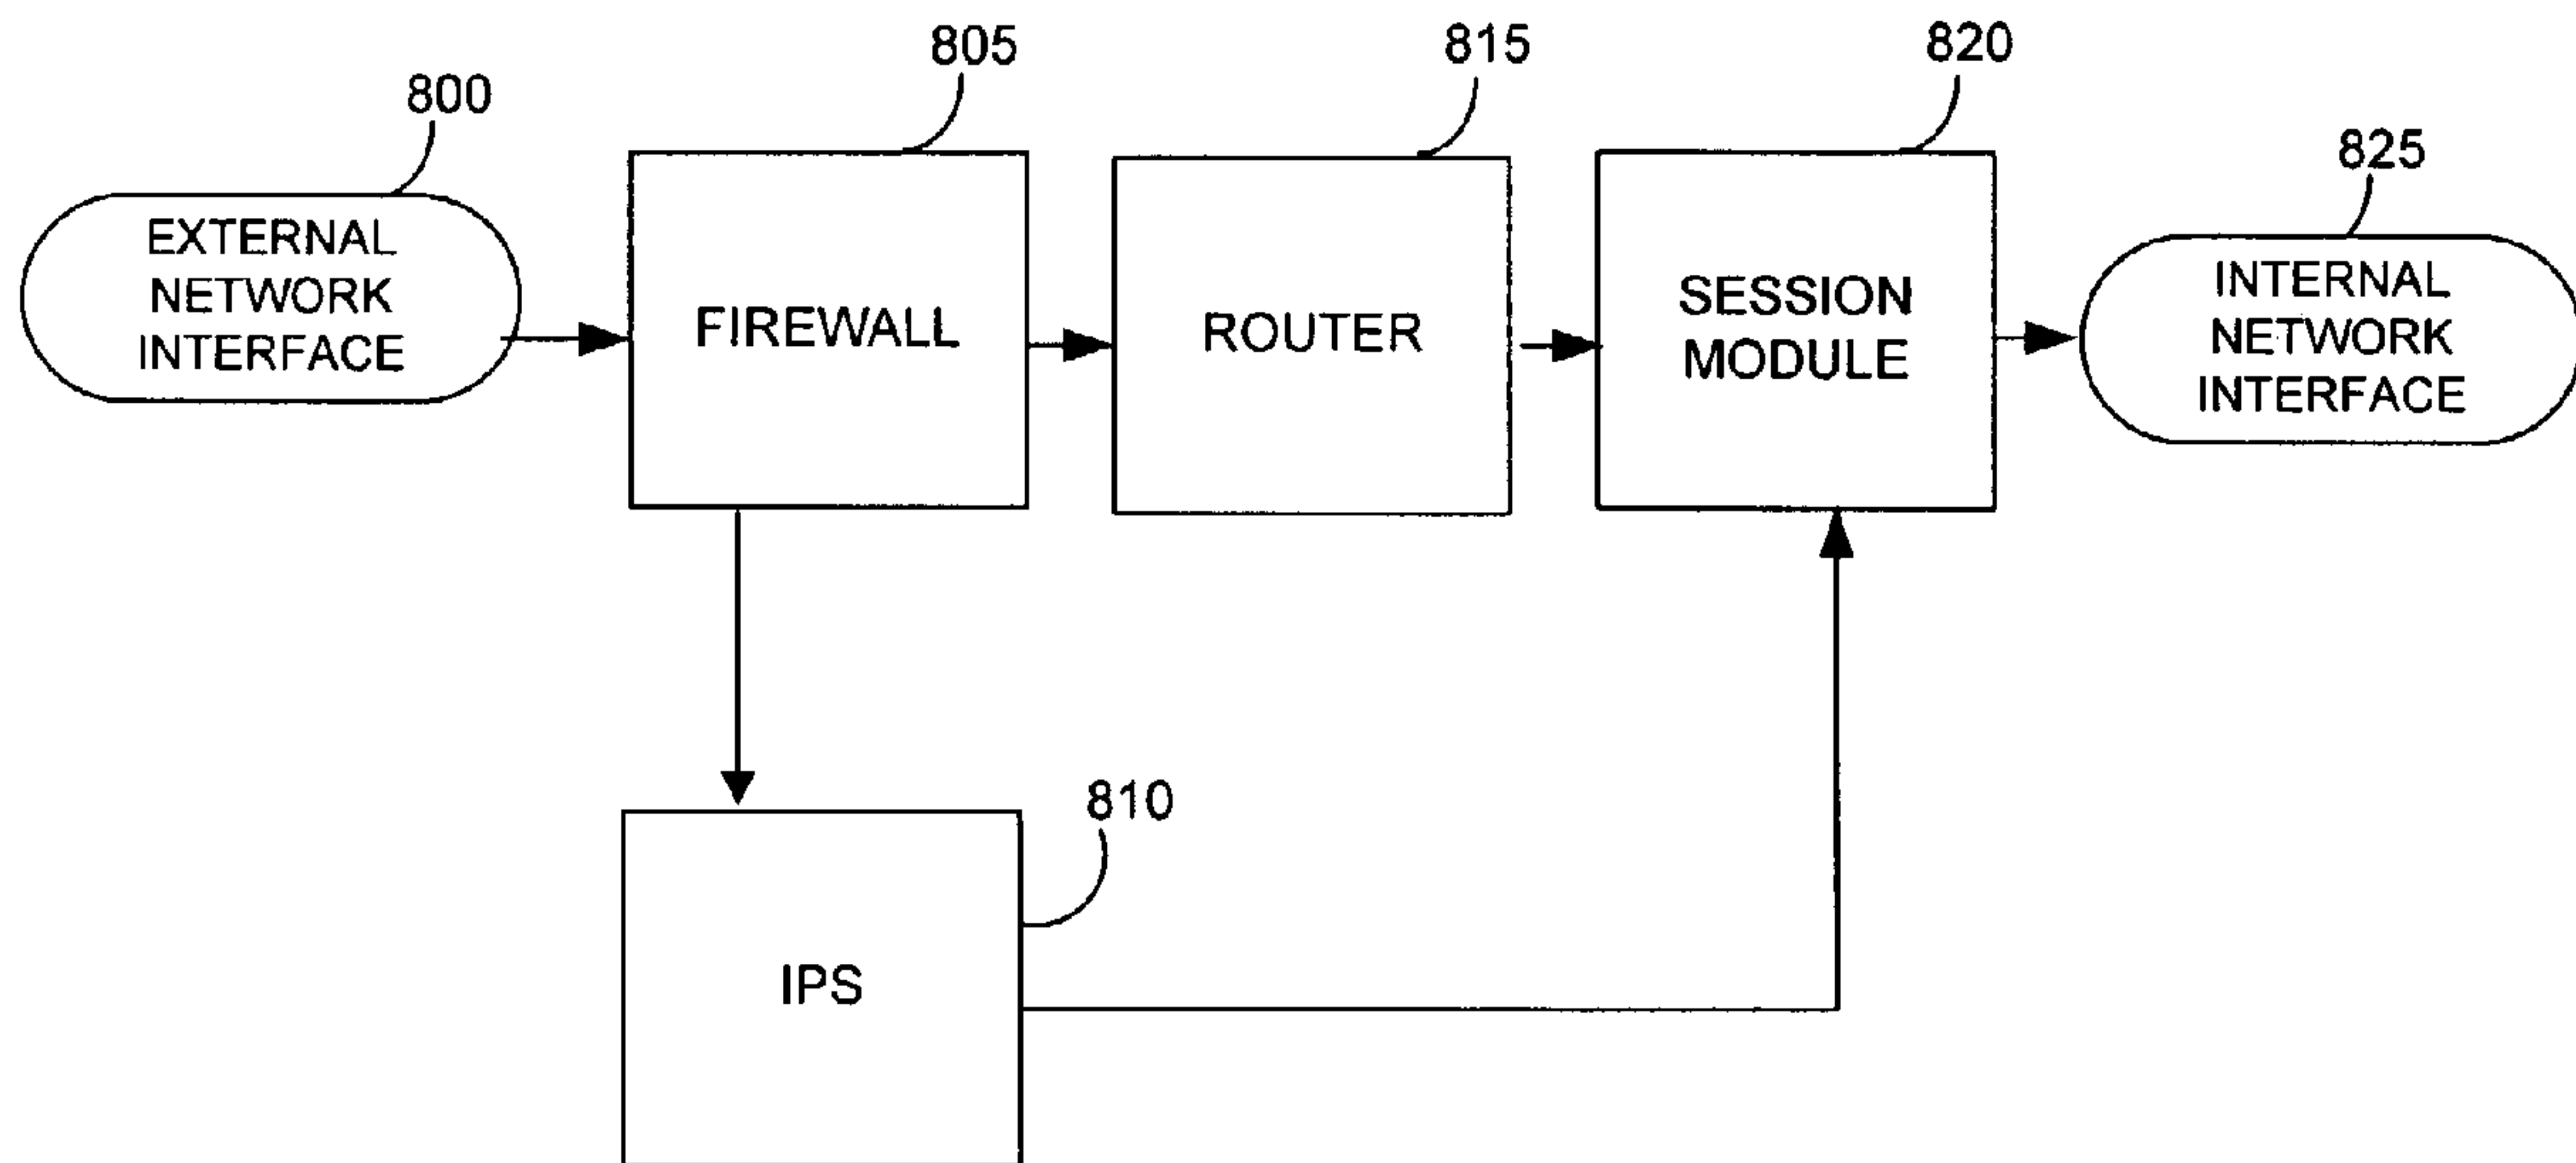 800
805
815
820
825
EXTERNAL
NETWORK
INTERFACE
FIREWALL
ROUTER
SESSION
MODULE
INTERNAL
NETWORK
INTERFACE
810
IPS